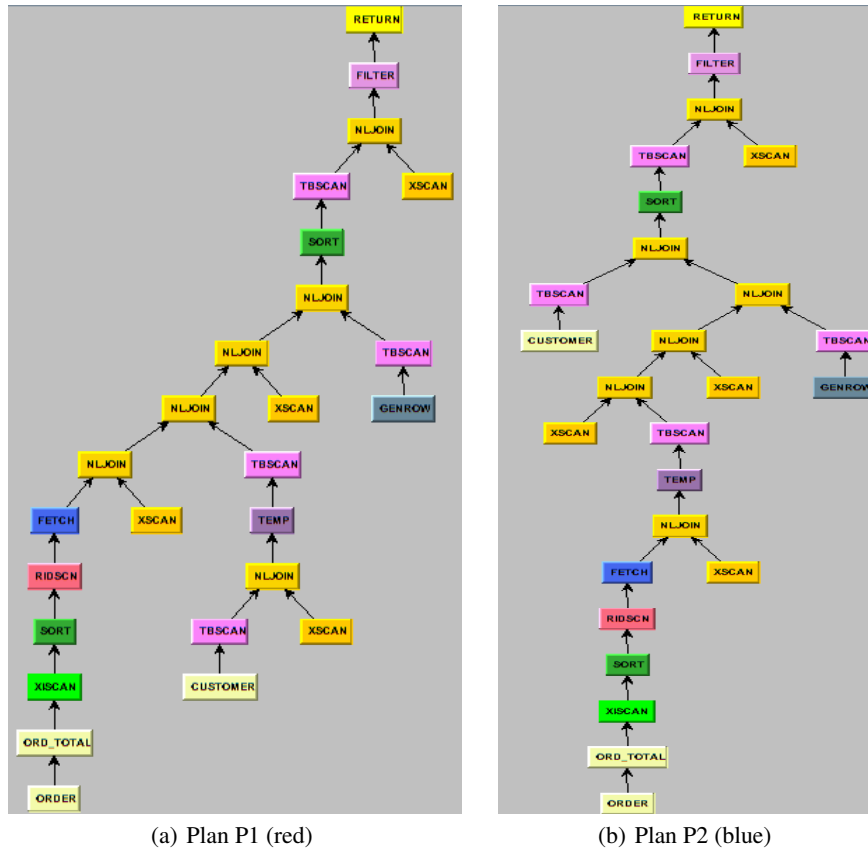 RETURN
FILTER
NLJOIN
TBSCAN XSCAN
SORT
NLJOIN
NLJOIN TBSCAN
NLJOIN XSCAN GENROW
NLJOIN TBSCAN
FETCH XSCAN TEMP
RIDSCN NLJOIN
SORT TBSCAN XSCAN
XISCAN CUSTOMER
ORD_TOTAL
ORDER
(a) Plan P1 (red)
RETURN
FILTER
NLJOIN
TBSCAN XSCAN
SORT
NLJOIN
TBSCAN NLJOIN
CUSTOMER NLJOIN TBSCAN
NLJOIN XSCAN GENROW
XSCAN TBSCAN
TEMP
NLJOIN
FETCH XSCAN
RIDSCN
SORT
XISCAN
ORD_TOTAL
ORDER
(b) Plan P2 (blue)